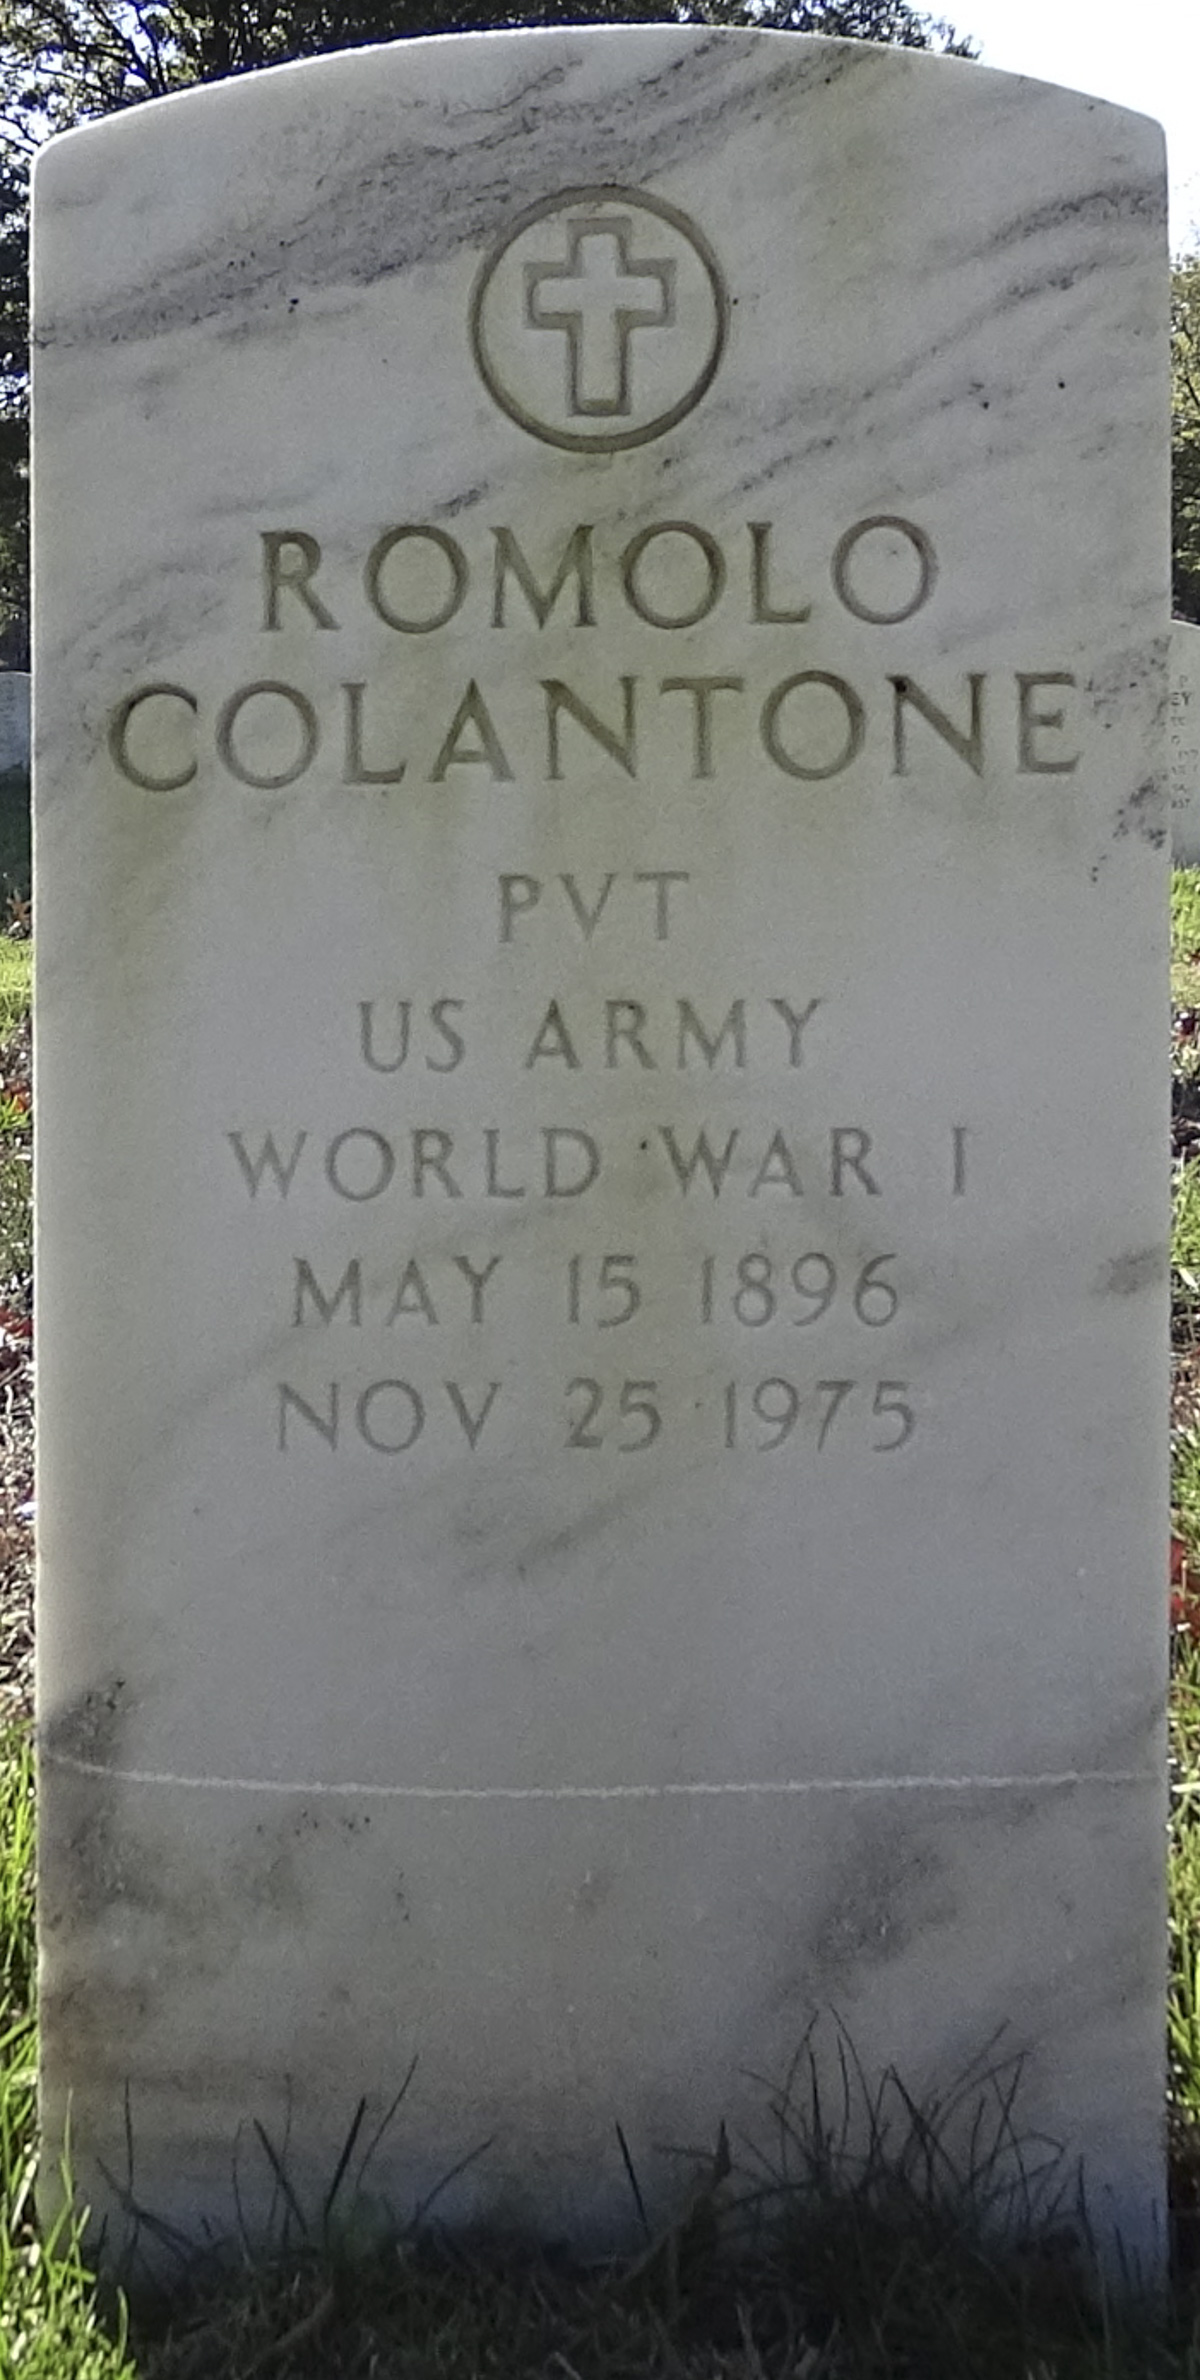 ROMOLO
COLANTONE
PVT
US ARMY
WORLD WAR I
MAY 15 1896
NOV 25 1975